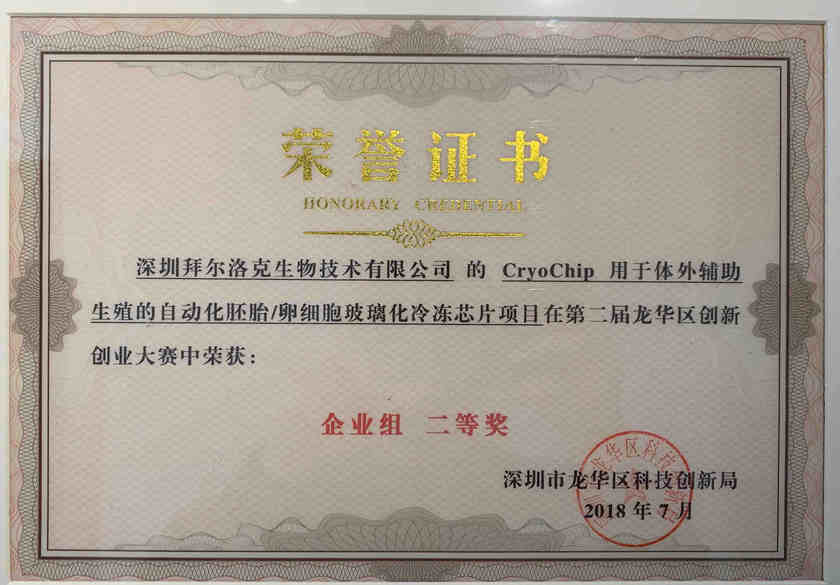 荣誉证书
HONORARY CREDENTIAL
深圳拜尔洛克生物技术有限公司 的 CryoChip 用于体外辅助
生殖的自动化胚胎/卵细胞玻璃化冷冻芯片项目在第二届龙华区创新
创业大赛中荣获:
企业组 二等奖
深圳市龙华区科技创新局
2018 年 7 月